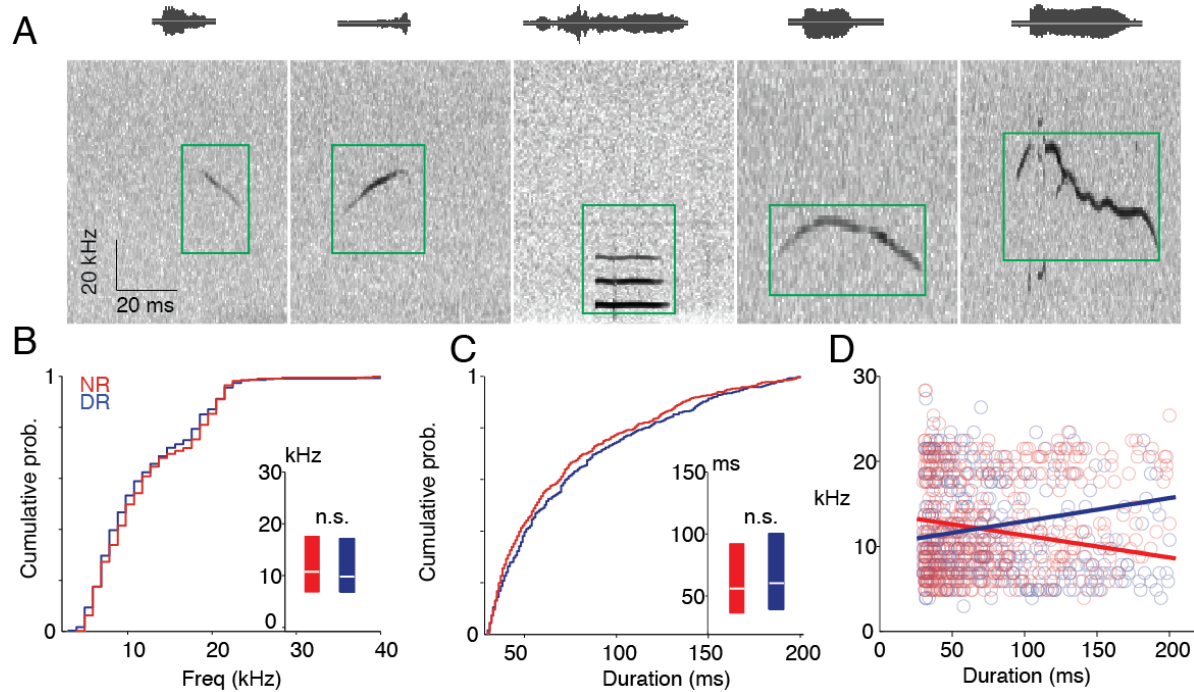 A
20 kHz
20 ms
B
C
D
NR
DR
1
Cumulative prob.
0
10
20
30
40
Freq (kHz)
kHz
30
20
10
0
n.s.
1
Cumulative prob.
0
50
100
150
200
Duration (ms)
ms
150
100
50
n.s.
30
20
kHz
10
0
0
50
100
150
200
Duration (ms)